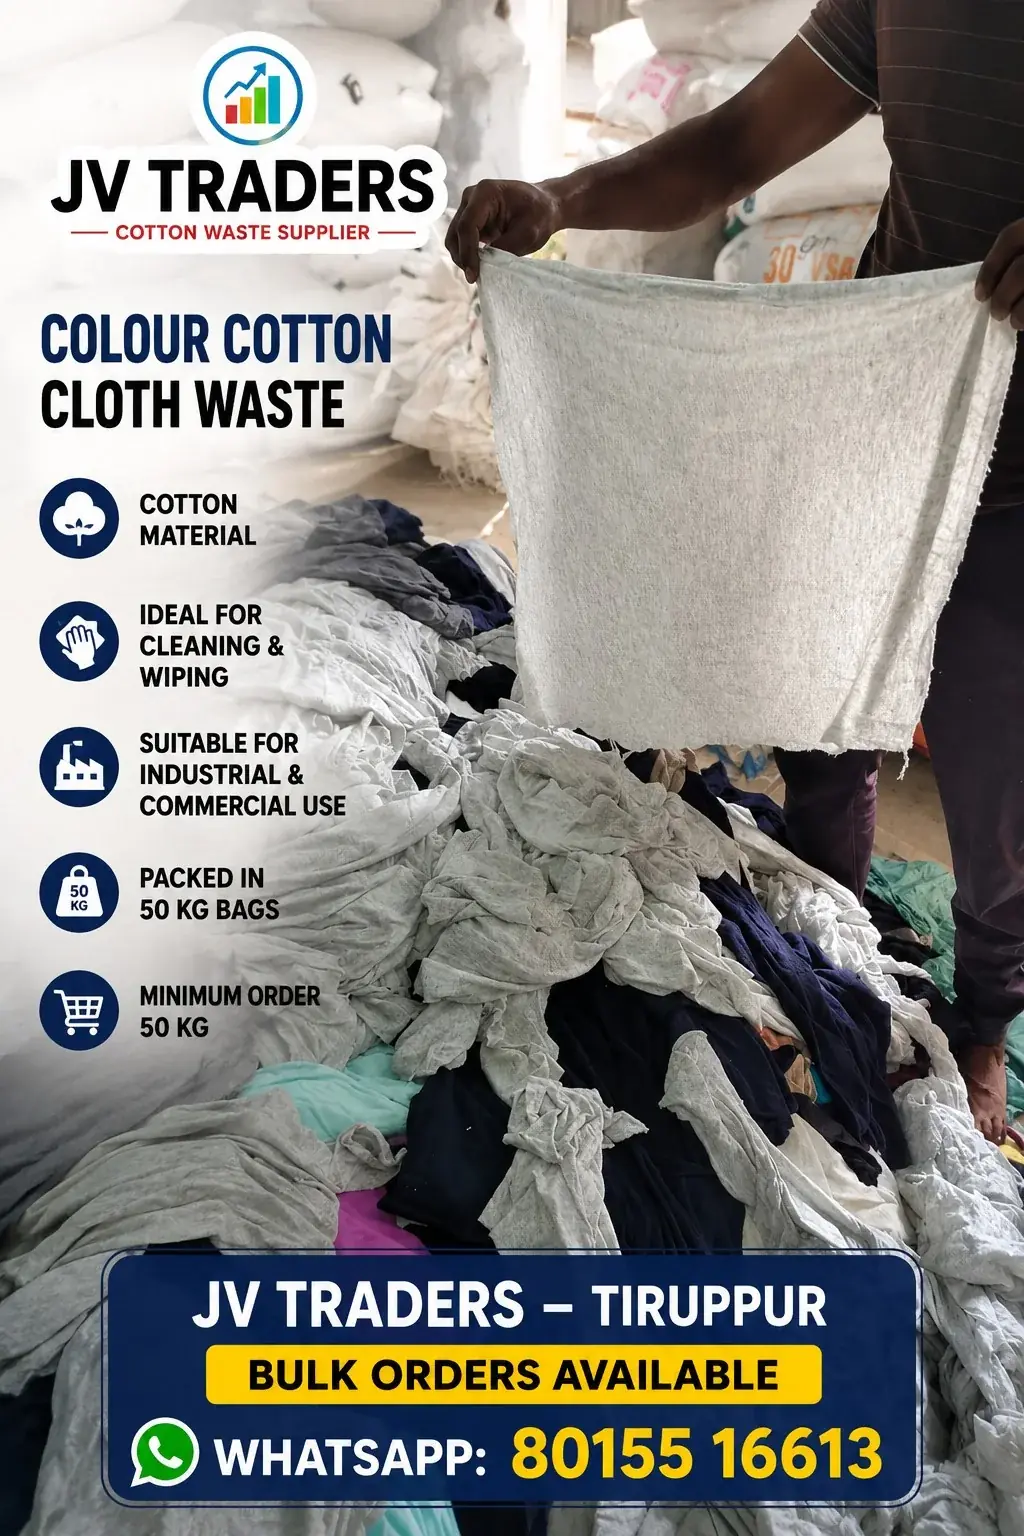 JV TRADERS
COTTON WASTE SUPPLIER
COLOUR COTTON
CLOTH WASTE
COTTON
MATERIAL
IDEAL FOR
CLEANING &
WIPING
SUITABLE FOR
INDUSTRIAL &
COMMERCIAL USE
50
KG
PACKED IN
50 KG BAGS
MINIMUM ORDER
50 KG
JV TRADERS – TIRUPPUR
BULK ORDERS AVAILABLE
WHATSAPP: 80155 16613